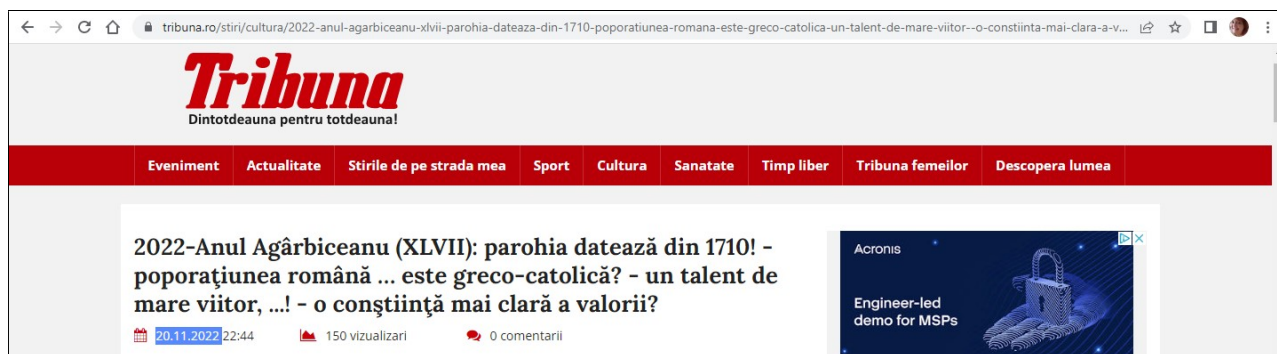 tribuna.ro/stiri/cultura/2022-anul-agarbiceanu-xlvii-parohia-dateaza-din-1710-poporatiunea-romana-este-greco-catolica-un-talent-de-mare-viitor--o-constiinta-mai-clara-a-v...
Tribuna
Dintotdeauna pentru totdeauna!
Eveniment Actualitate Stirile de pe strada mea Sport Cultura Sanatate Timp liber Tribuna femeilor Descopera lumea
2022-Anul Agârbiceanu (XLVII): parohia datează din 1710! -
poporaţiunea română ... este greco-catolică? - un talent de
mare viitor, ...! - o conştiinţă mai clară a valorii?
20.11.2022 22:44 150 vizualizari 0 comentarii
Acronis
Engineer-led
demo for MSPs